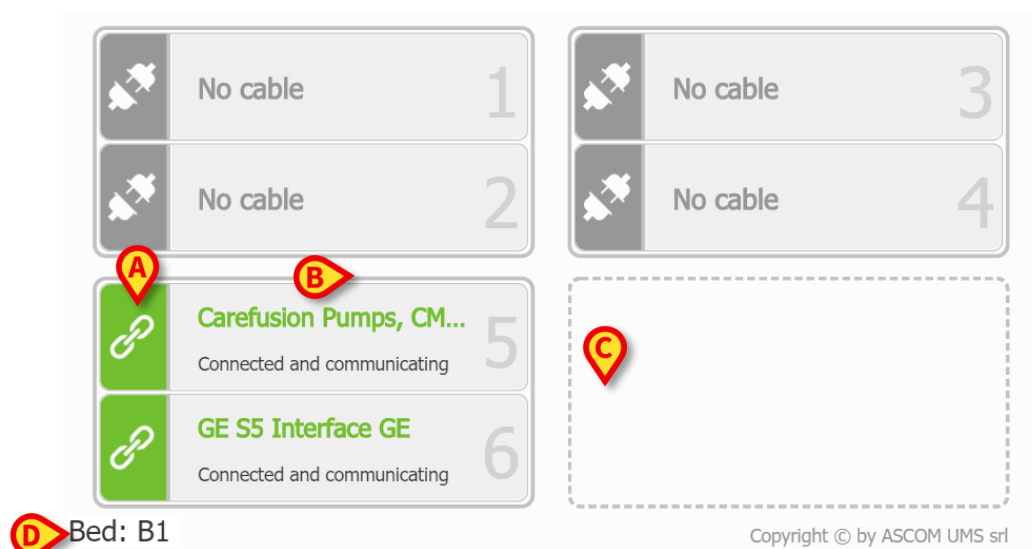 No cable 1
No cable 3
No cable 2
No cable 4
A
B
Carefusion Pumps, CM...
Connected and communicating
5
C
GE S5 Interface GE
Connected and communicating
6
D Bed: B1
Copyright © by ASCOM UMS srl